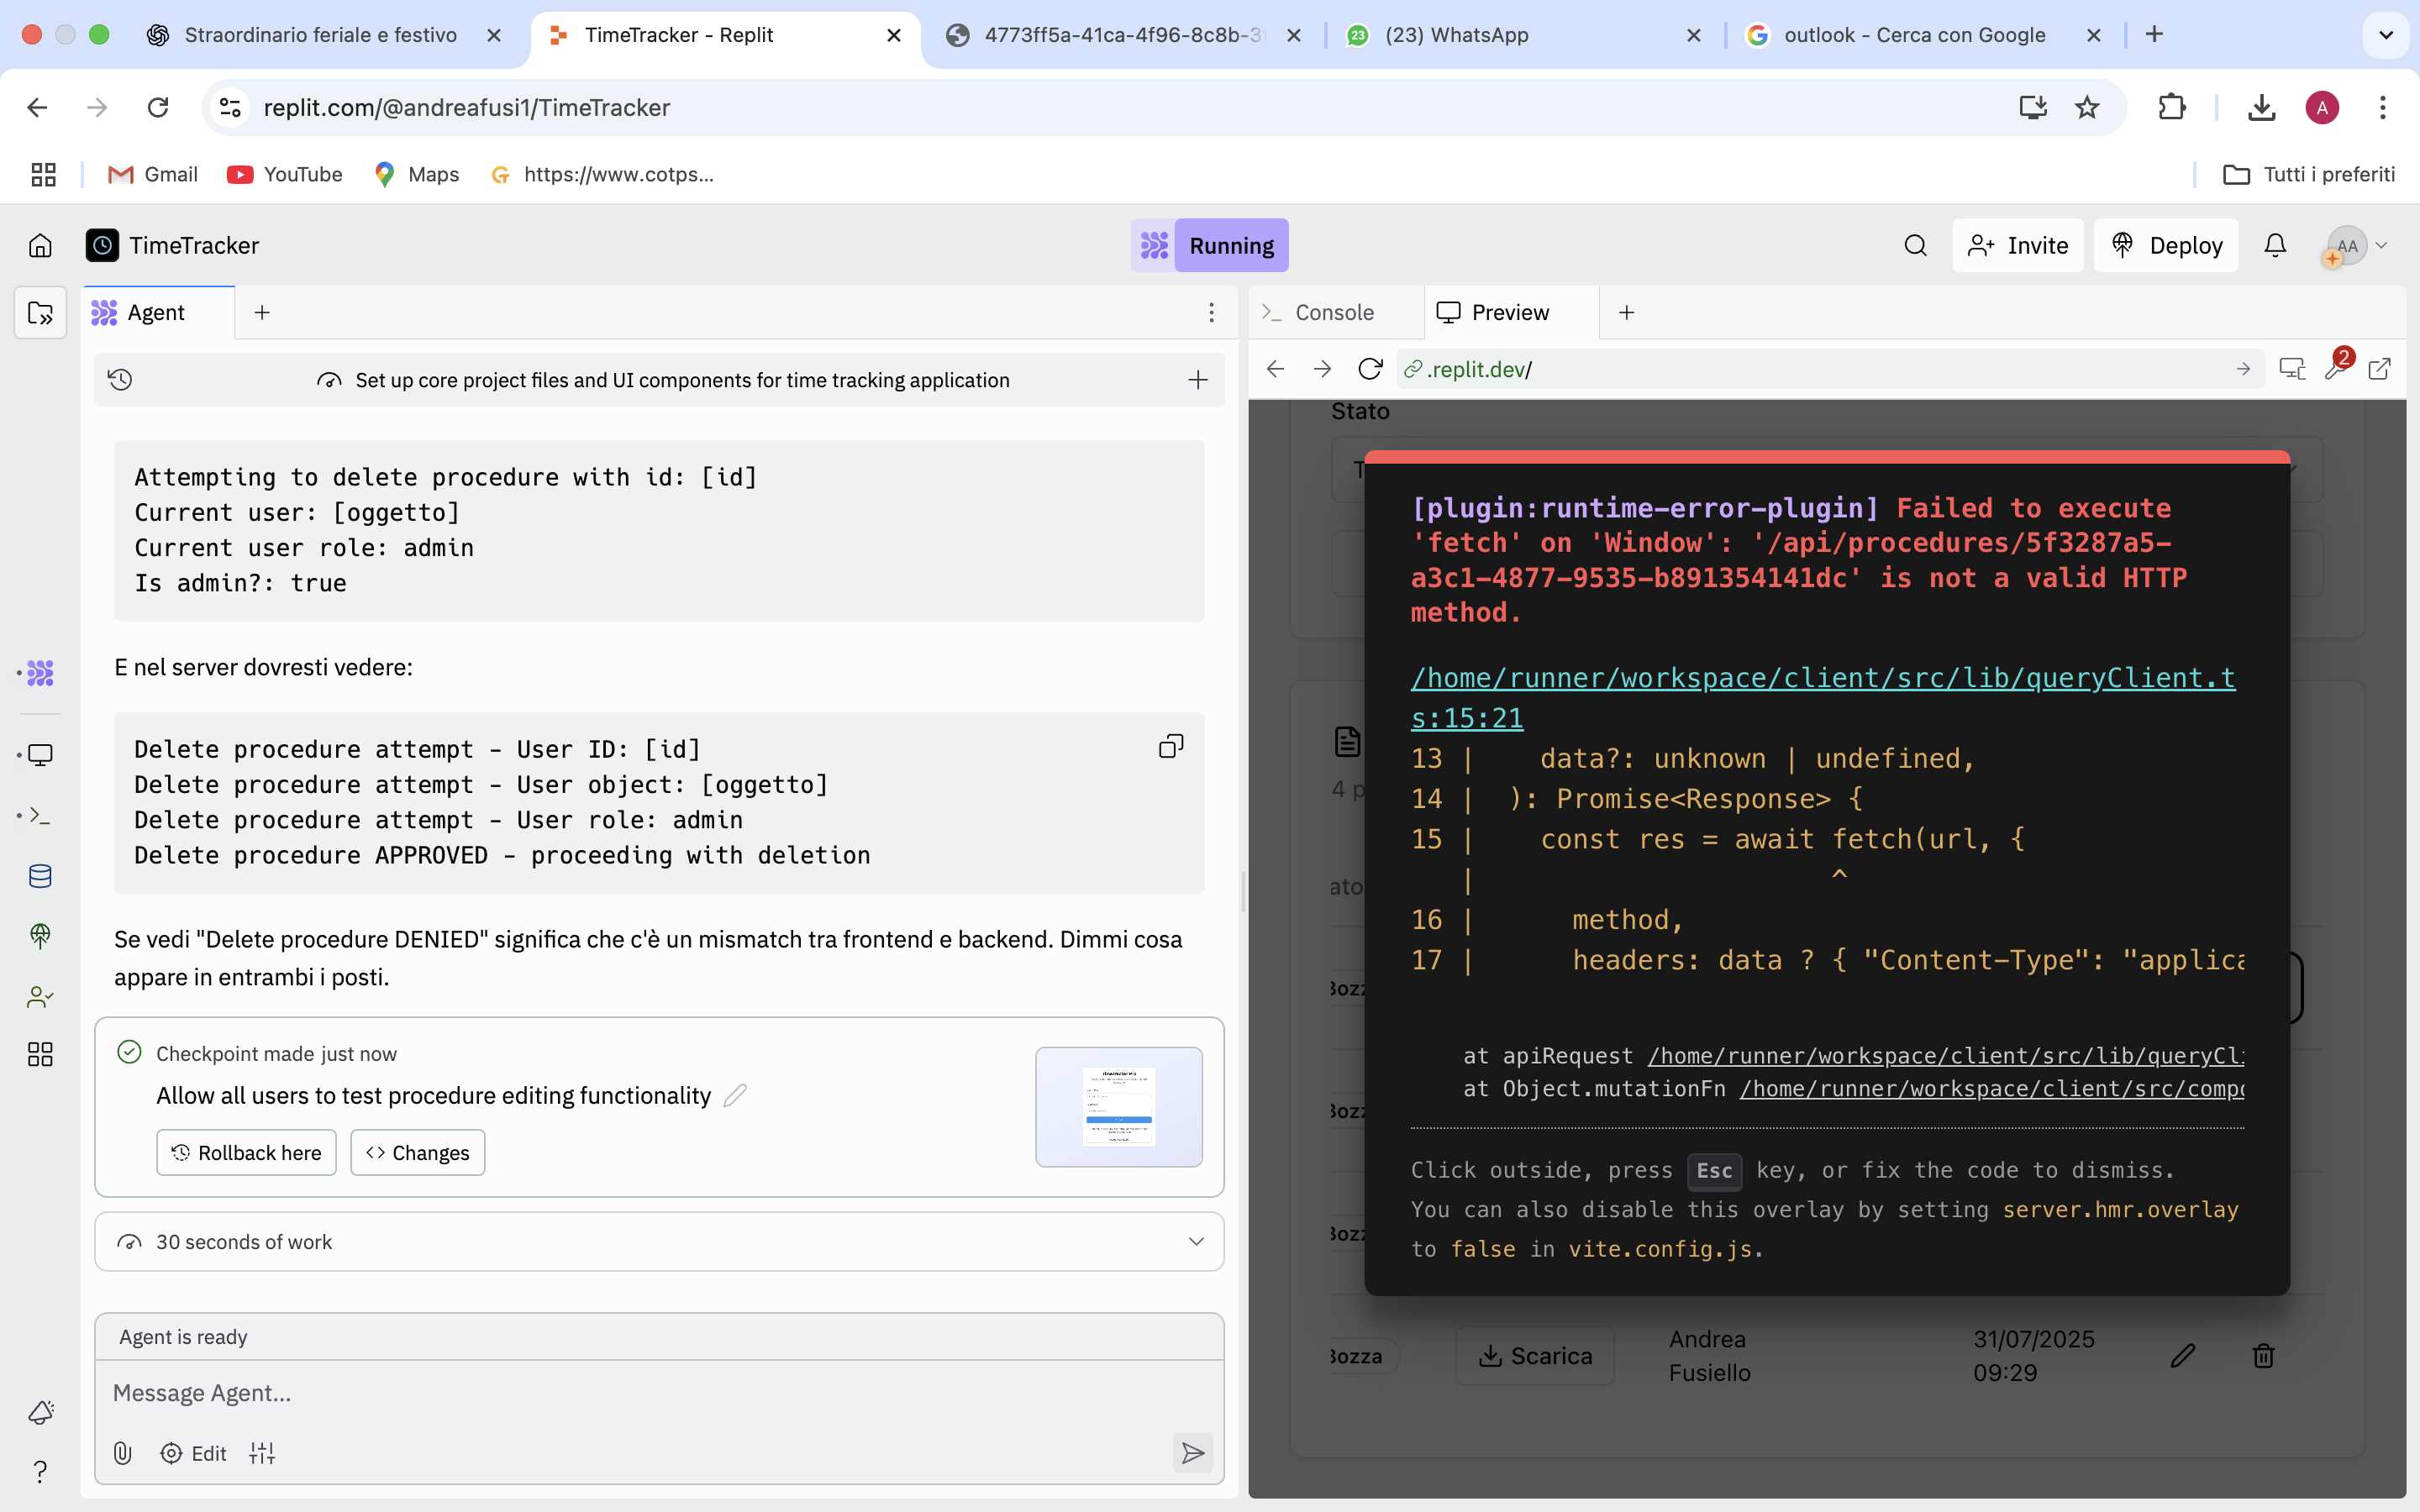 Straordinario feriale e festivo
TimeTracker - Replit
4773ff5a-41ca-4f96-8c8b-3
23
(23) WhatsApp
outlook - Cerca con Google
replit.com/@andreafusi1/TimeTracker
A
Gmail
YouTube
Maps
https://www.cotps...
Tutti i preferiti
TimeTracker
Running
Invite
Deploy
AA
Agent
Console
Preview
Set up core project files and UI components for time tracking application
.replit.dev/
2
Attempting to delete procedure with id: [id]
Current user: [oggetto]
Current user role: admin
Is admin?: true
E nel server dovresti vedere:
Delete procedure attempt - User ID: [id]
Delete procedure attempt - User object: [oggetto]
Delete procedure attempt - User role: admin
Delete procedure APPROVED - proceeding with deletion
Se vedi "Delete procedure DENIED" significa che c'è un mismatch tra frontend e backend. Dimmi cosa
appare in entrambi i posti.
Checkpoint made just now
Allow all users to test procedure editing functionality
Rollback here
Changes
30 seconds of work
Agent is ready
Message Agent...
Edit
Stato
T
4 p
ato
Bozz
Bozz
Bozz
[plugin:runtime-error-plugin] Failed to execute
'fetch' on 'Window': '/api/procedures/5f3287a5-
a3c1-4877-9535-b891354141dc' is not a valid HTTP
method.
/home/runner/workspace/client/src/lib/queryClient.t
s:15:21
13 |    data?: unknown | undefined,
14 |  ): Promise<Response> {
15 |    const res = await fetch(url, {
   |                      ^
16 |      method,
17 |      headers: data ? { "Content-Type": "applica
at apiRequest /home/runner/workspace/client/src/lib/queryCli
at Object.mutationFn /home/runner/workspace/client/src/compo
Click outside, press Esc key, or fix the code to dismiss.
You can also disable this overlay by setting server.hmr.overlay
to false in vite.config.js.
Bozza
Scarica
Andrea
Fusiello
31/07/2025
09:29